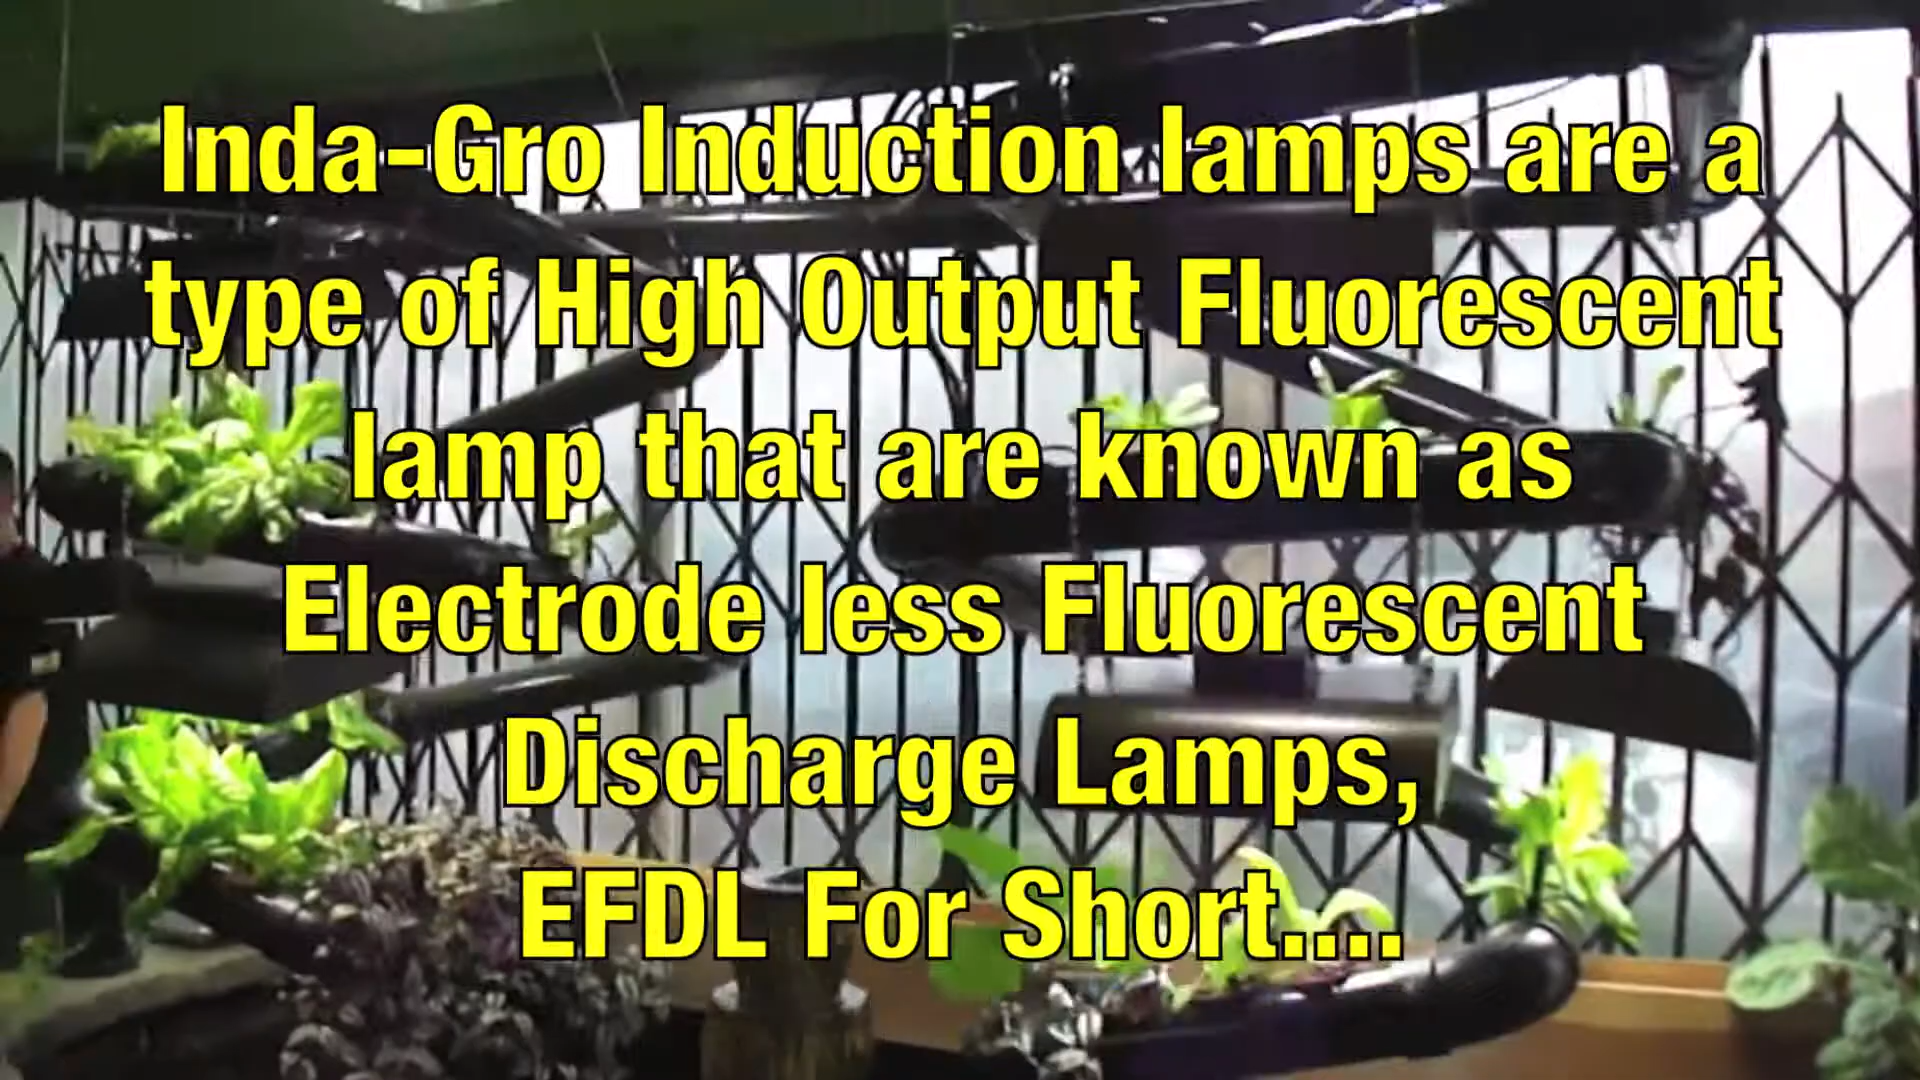 Inda-Gro Induction lamps are a
type of High Output Fluorescent
lamp that are known as
Electrode less Fluorescent
Discharge Lamps,
EFDL For Short....